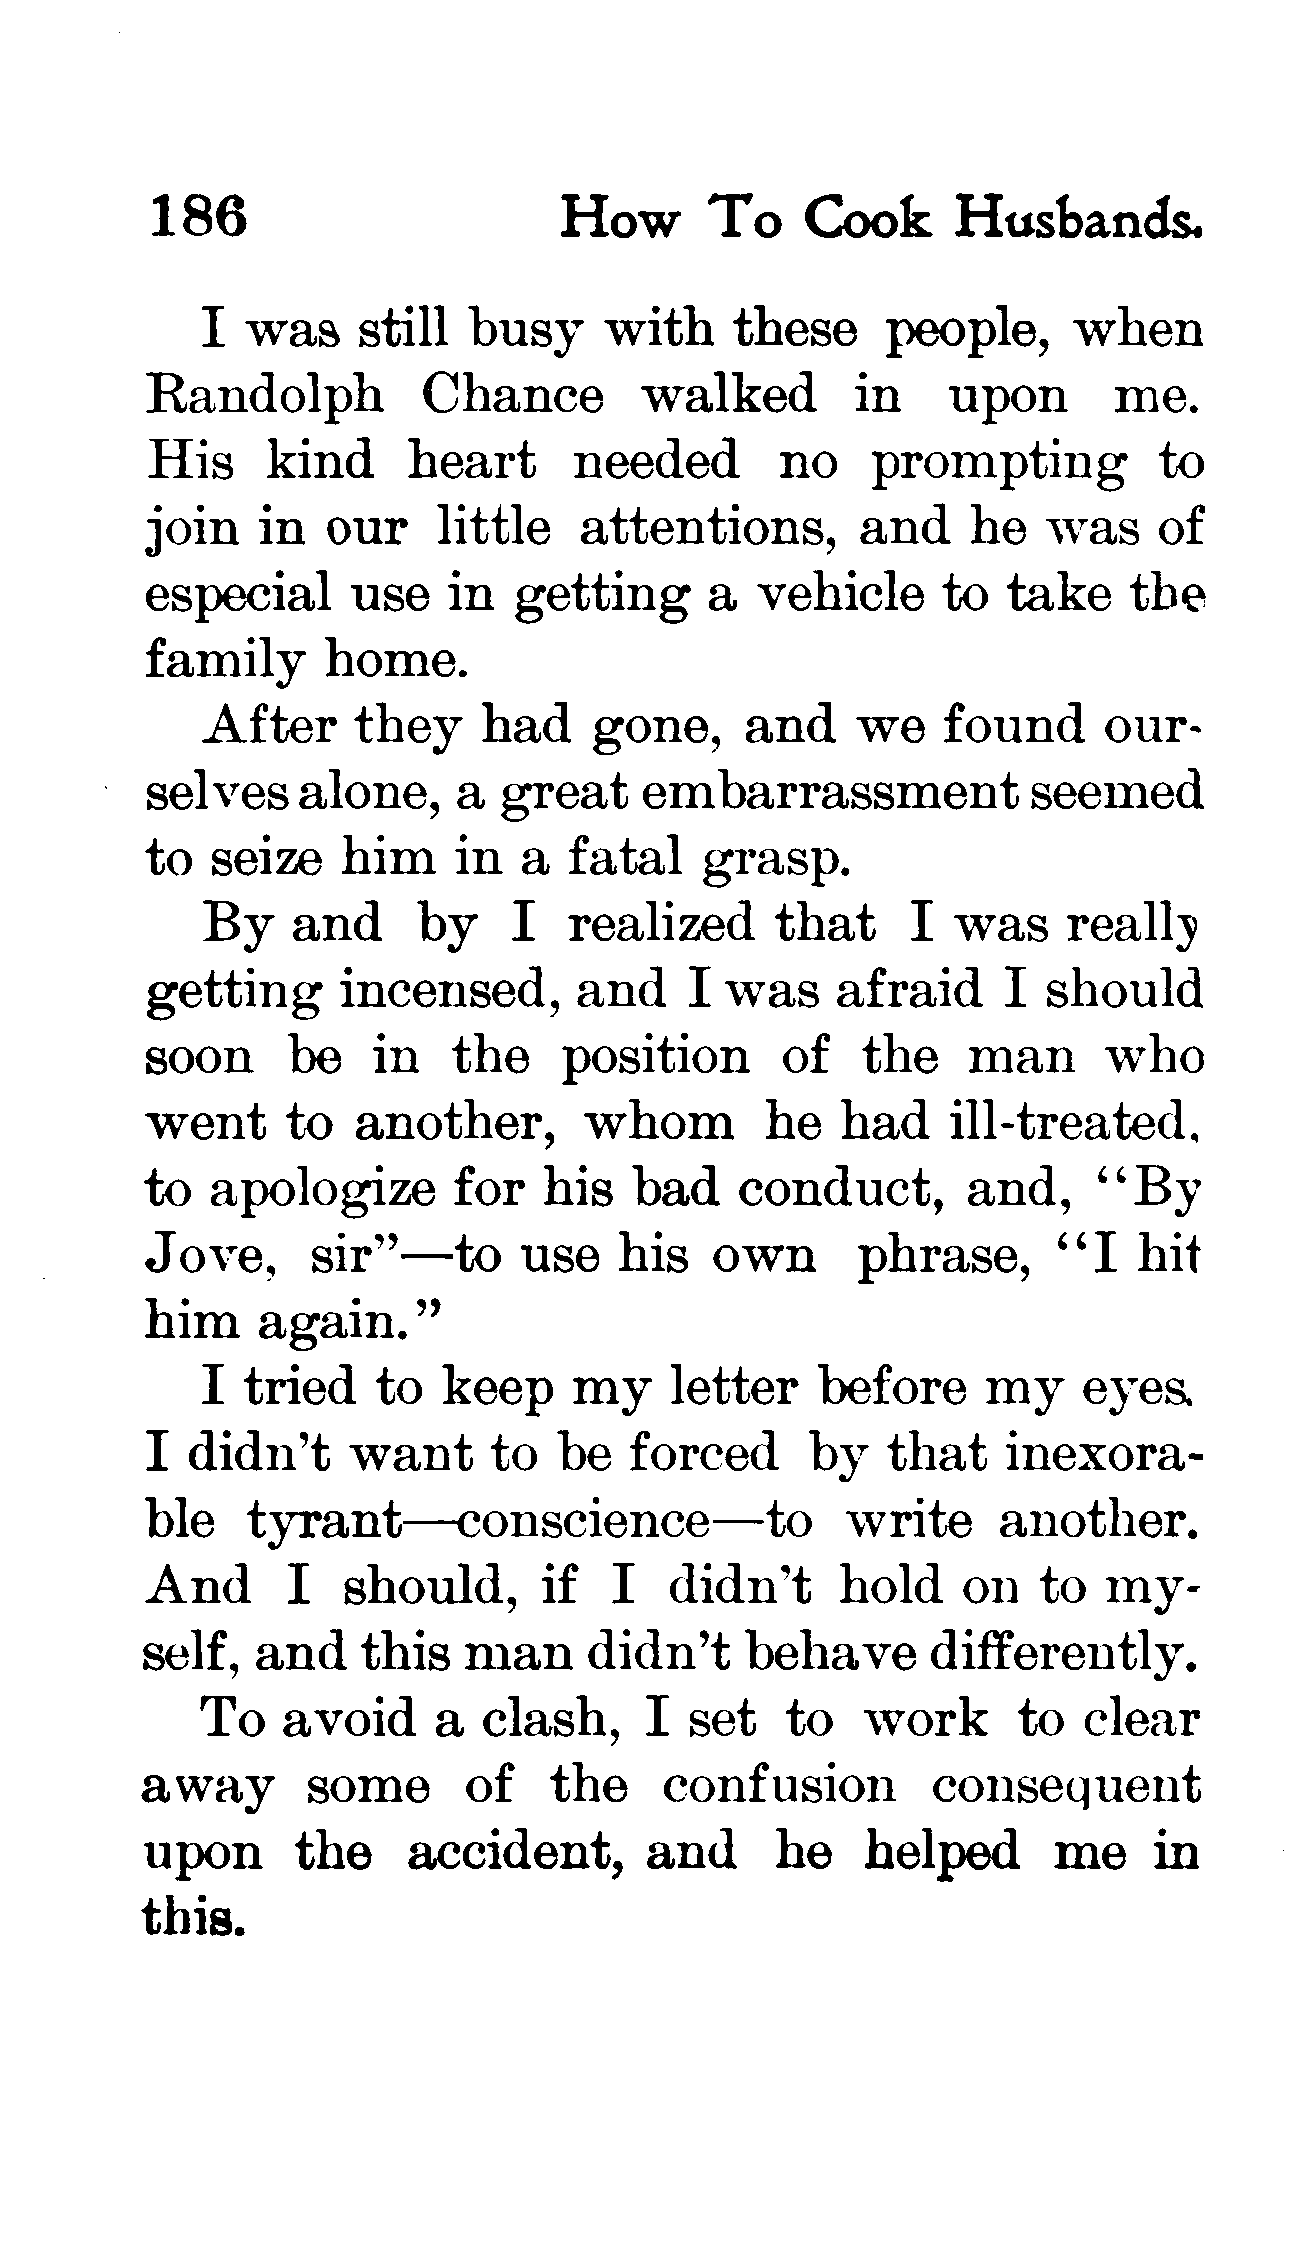 186 How To Cook Husbands.
I was still busy with these people, when
Randolph Chance walked in upon me.
His kind heart needed no prompting to
join in our little attentions, and he was of
especial use in getting a vehicle to take the
family home.
After they had gone, and we found our-
selves alone, a great embarrassment seemed
to seize him in a fatal grasp.
By and by I realized that I was really
getting incensed, and I was afraid I should
soon be in the position of the man who
went to another, whom he had ill-treated,
to apologize for his bad conduct, and, “By
Jove, sir”—to use his own phrase, “I hit
him again.”
I tried to keep my letter before my eyes.
I didn’t want to be forced by that inexora-
ble tyrant—conscience—to write another.
And I should, if I didn’t hold on to my-
self, and this man didn’t behave differently.
To avoid a clash, I set to work to clear
away some of the confusion consequent
upon the accident, and he helped me in
this.